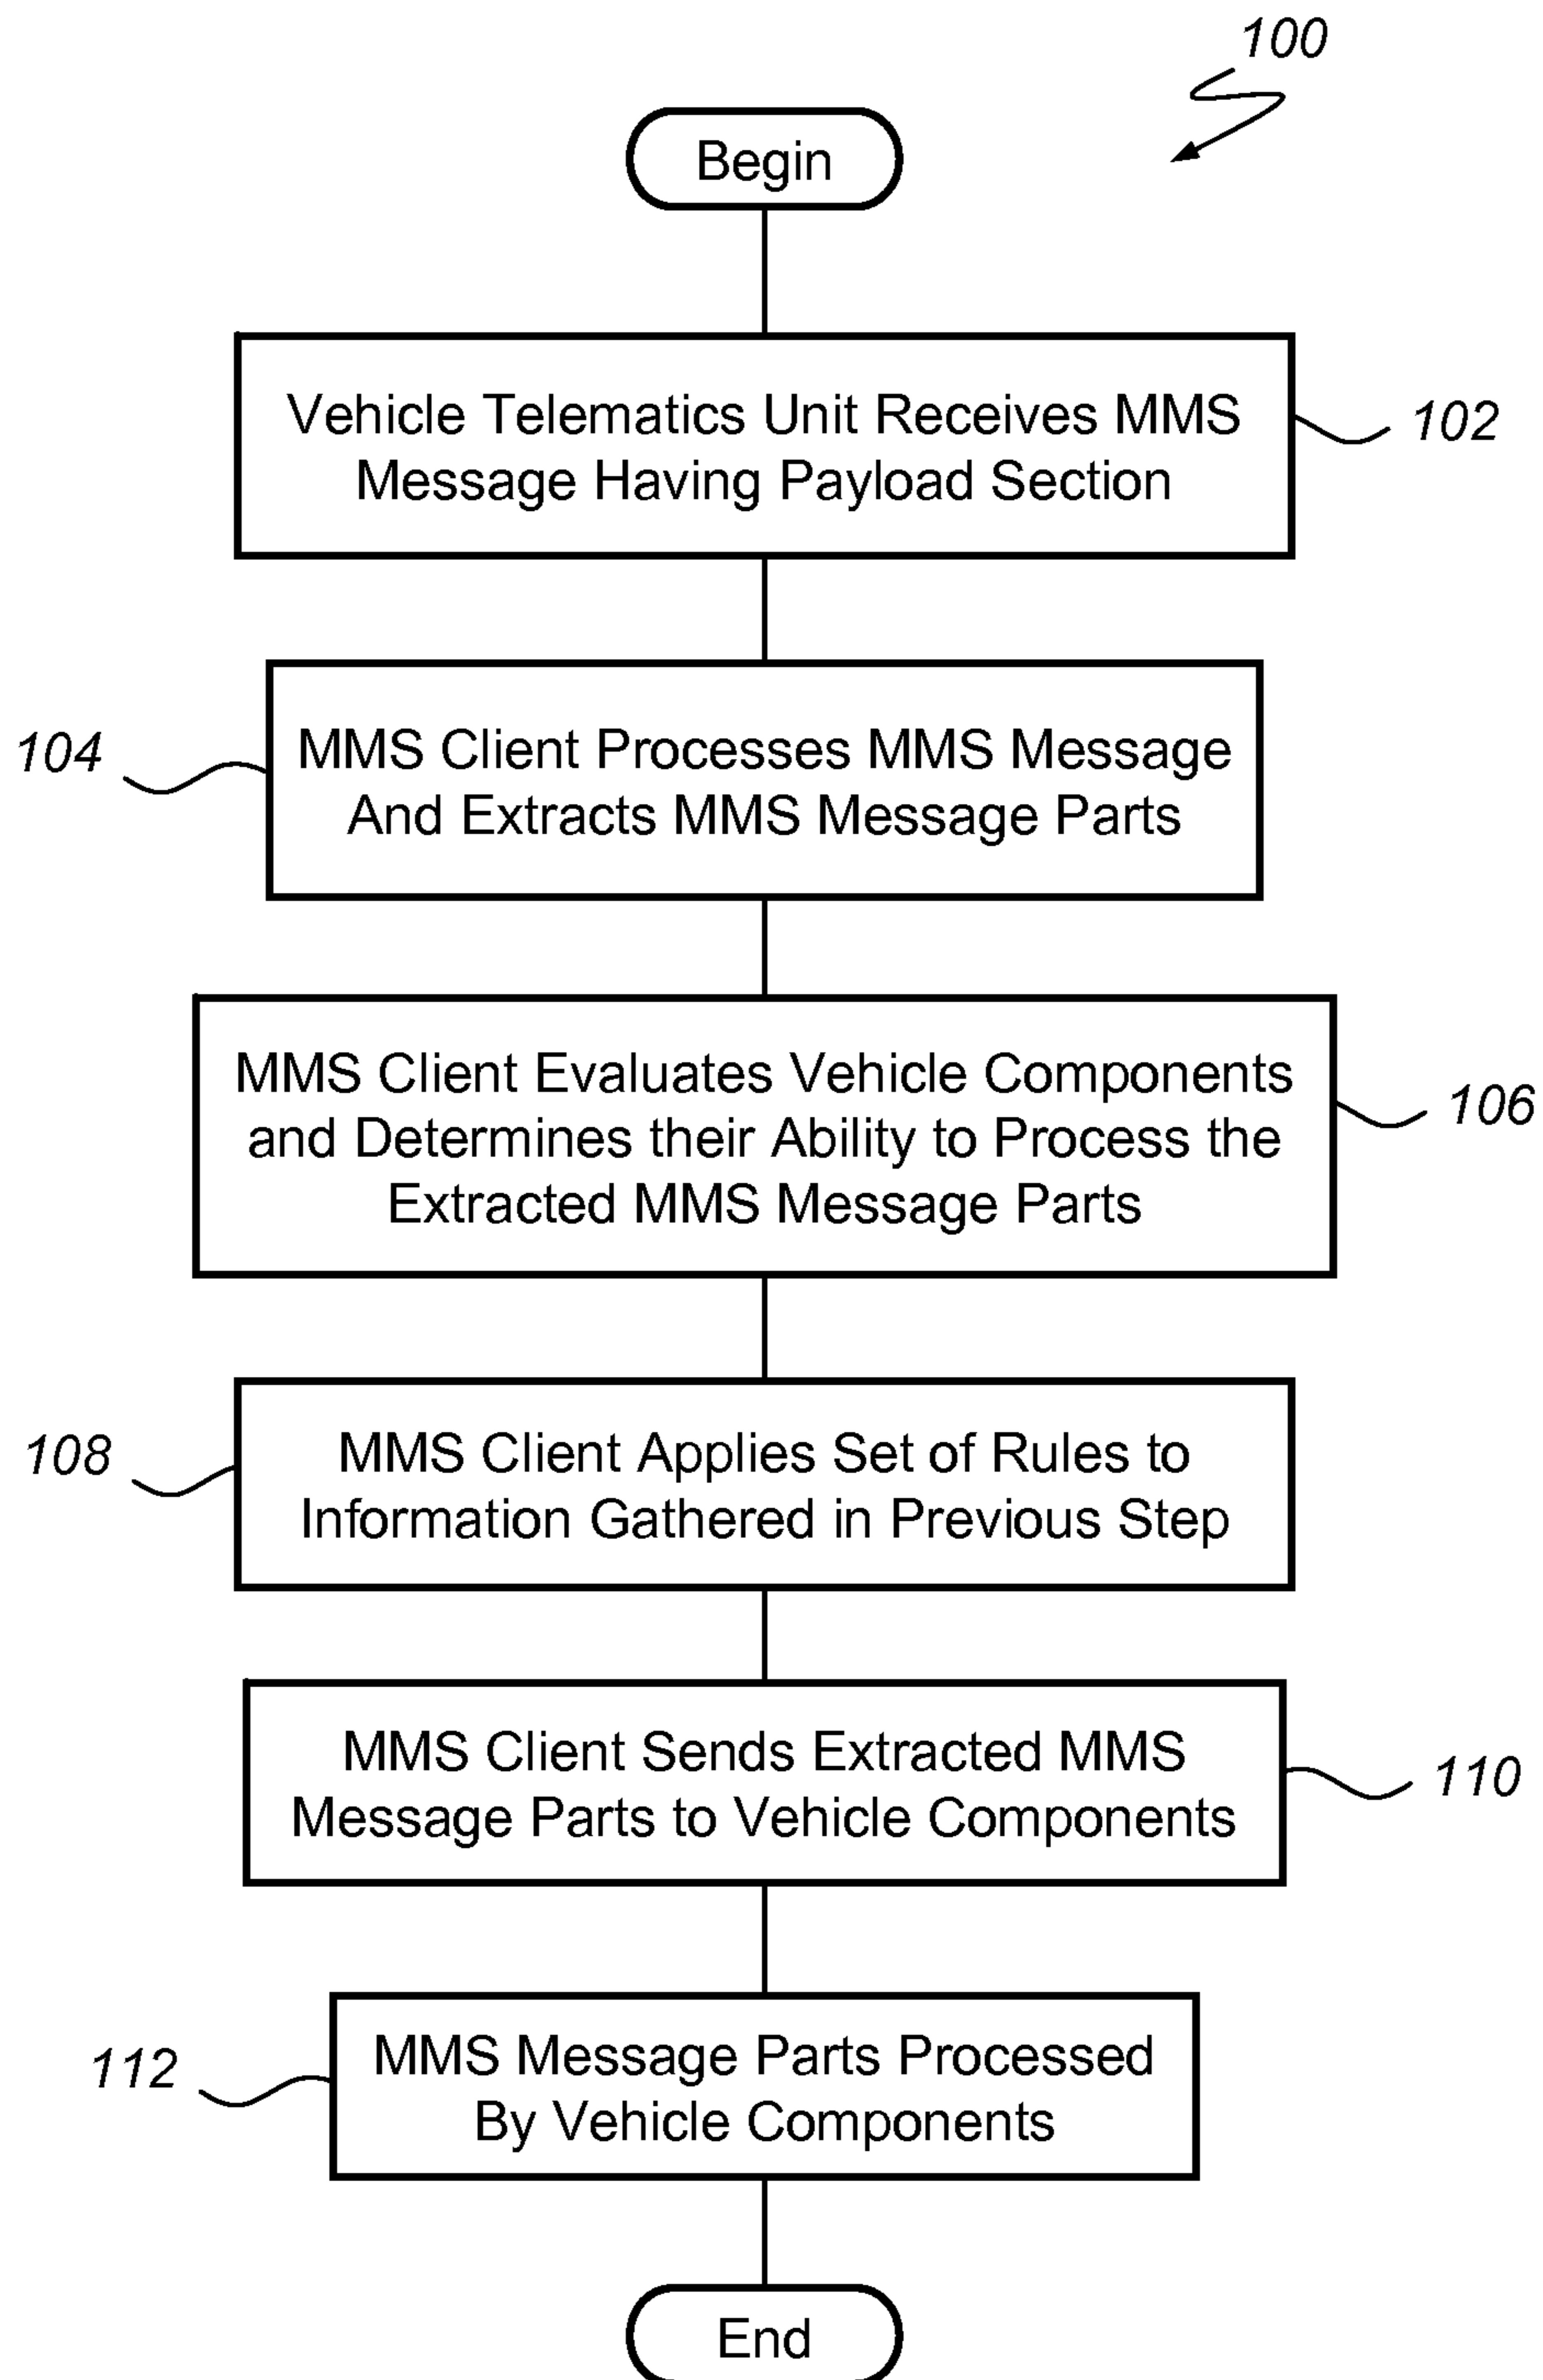 100
Begin
Vehicle Telematics Unit Receives MMS
Message Having Payload Section
102
104
MMS Client Processes MMS Message
And Extracts MMS Message Parts
MMS Client Evaluates Vehicle Components
and Determines their Ability to Process the
Extracted MMS Message Parts
106
108
MMS Client Applies Set of Rules to
Information Gathered in Previous Step
MMS Client Sends Extracted MMS
Message Parts to Vehicle Components
110
112
MMS Message Parts Processed
By Vehicle Components
End